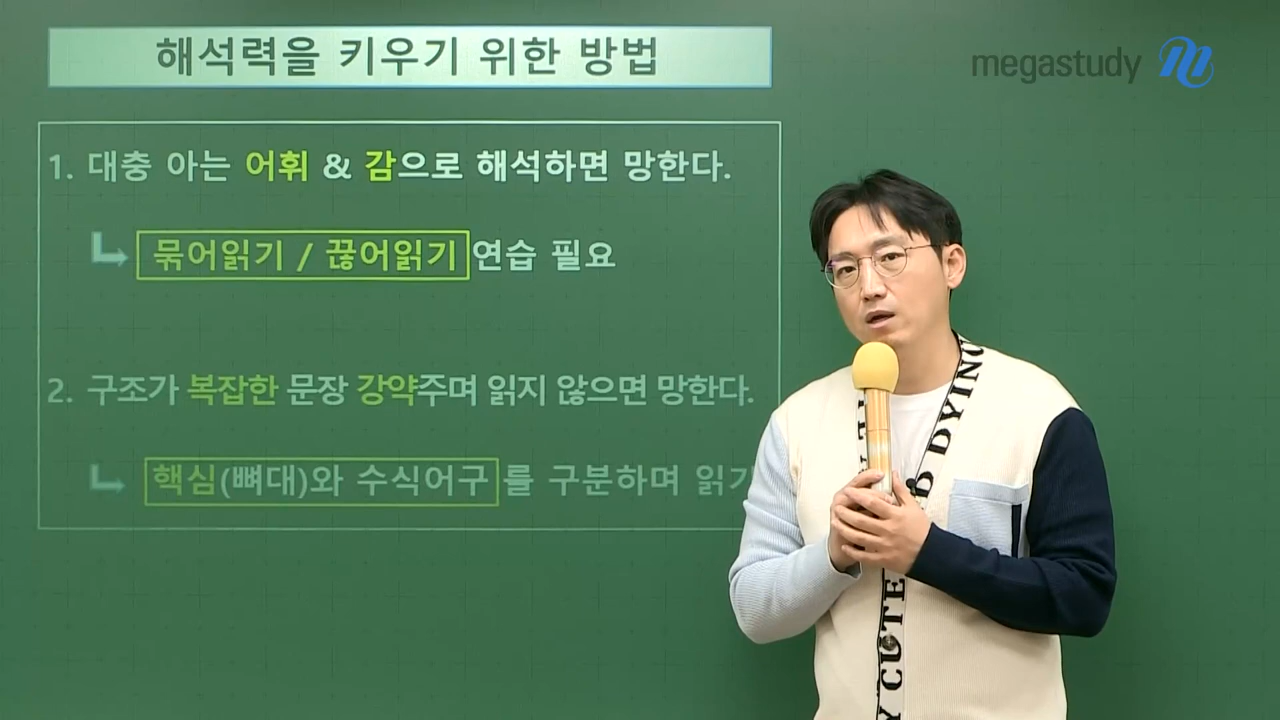 해석력을 키우기 위한 방법
megastudy
1. 대충 아는 어휘 & 감으로 해석하면 망한다.
묶어읽기 / 끊어읽기 연습 필요
2. 구조가 복잡한 문장 강약주며 읽지 않으면 망한다.
핵심(뼈대)와 수식어구 를 구분하며 읽기
DYING
CUTE